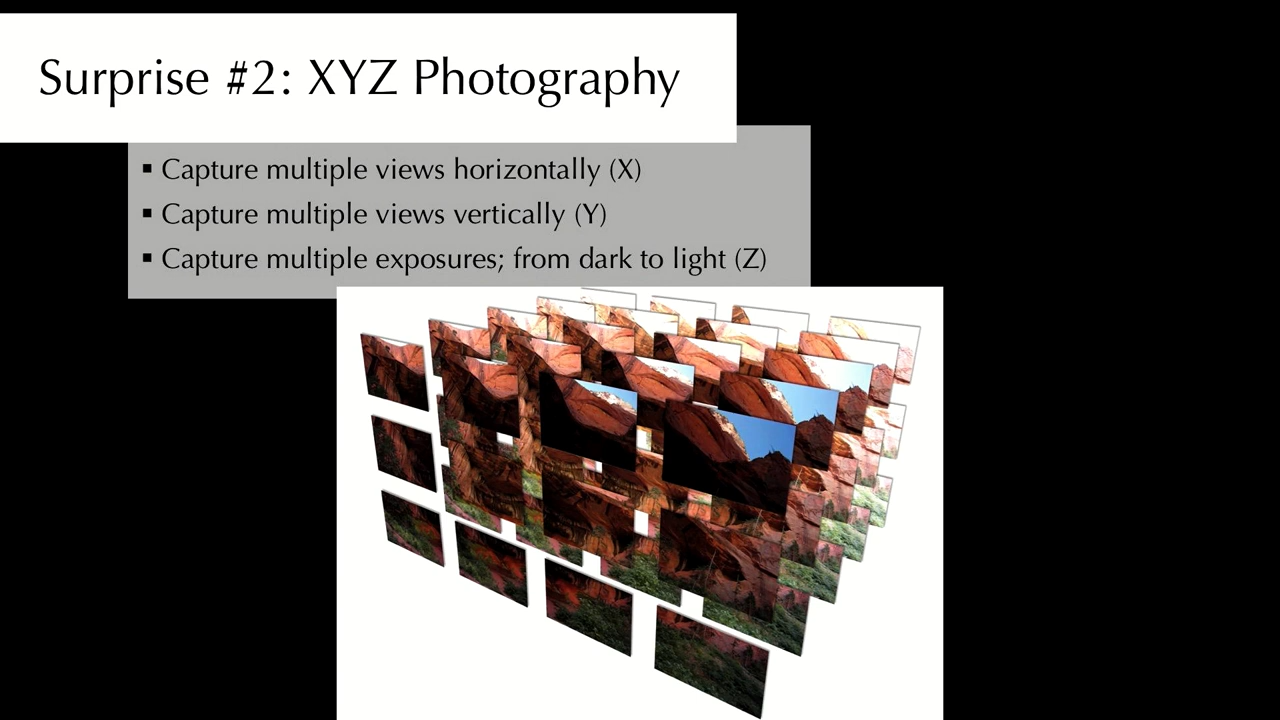 Surprise #2: XYZ Photography
▪ Capture multiple views horizontally (X)
▪ Capture multiple views vertically (Y)
▪ Capture multiple exposures; from dark to light (Z)